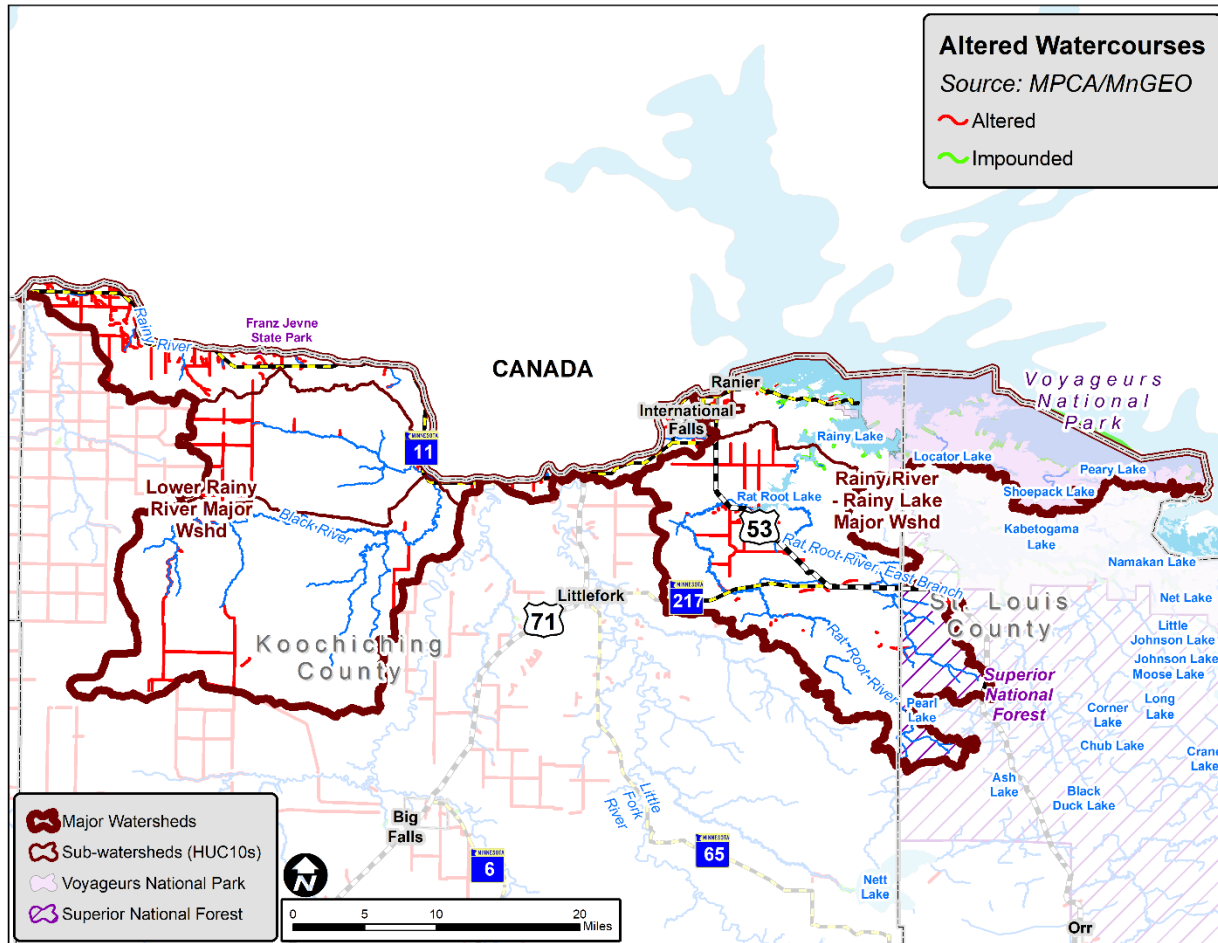 Altered Watercourses
Source: MPCA/MnGEO
Altered
Impounded
CANADA
Franz Jevne
State Park
Rainy River
MINNESOTA
11
Ranier
International
Falls
Voyageurs
National
Park
Rainy Lake
Locator Lake
Peary Lake
Shoepack Lake
Kabetogama
Lake
Namakan Lake
Lower Rainy
River Major
Wshd
Black River
Rainy River
- Rainy Lake
Major Wshd
Rat Root Lake
53
Rat Root River, East Branch
MINNESOTA
217
Littlefork
71
Koochiching
County
St. Louis
County
Net Lake
Little
Johnson Lake
Johnson Lake
Moose Lake
Long
Lake
Corner
Lake
Chub Lake
Crane
Lake
Superior
National
Forest
Rat Root River
Pearl
Lake
Ash
Lake
Black
Duck Lake
Little Fork River
Big
Falls
MINNESOTA
6
MINNESOTA
65
Nett
Lake
Orr
Major Watersheds
Sub-watersheds (HUC10s)
Voyageurs National Park
Superior National Forest
N
0 5 10 20
Miles